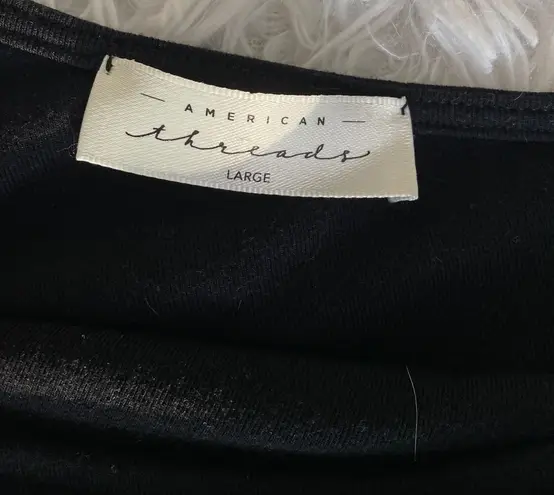 — AMERICAN —
threads
LARGE